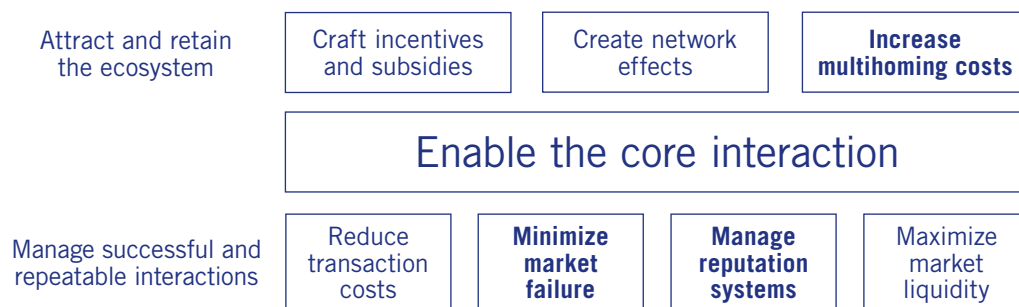 Attract and retain
the ecosystem
Craft incentives
and subsidies
Create network
effects
Increase
multihoming costs
Enable the core interaction
Manage successful and
repeatable interactions
Reduce
transaction
costs
Minimize
market
failure
Manage
reputation
systems
Maximize
market
liquidity